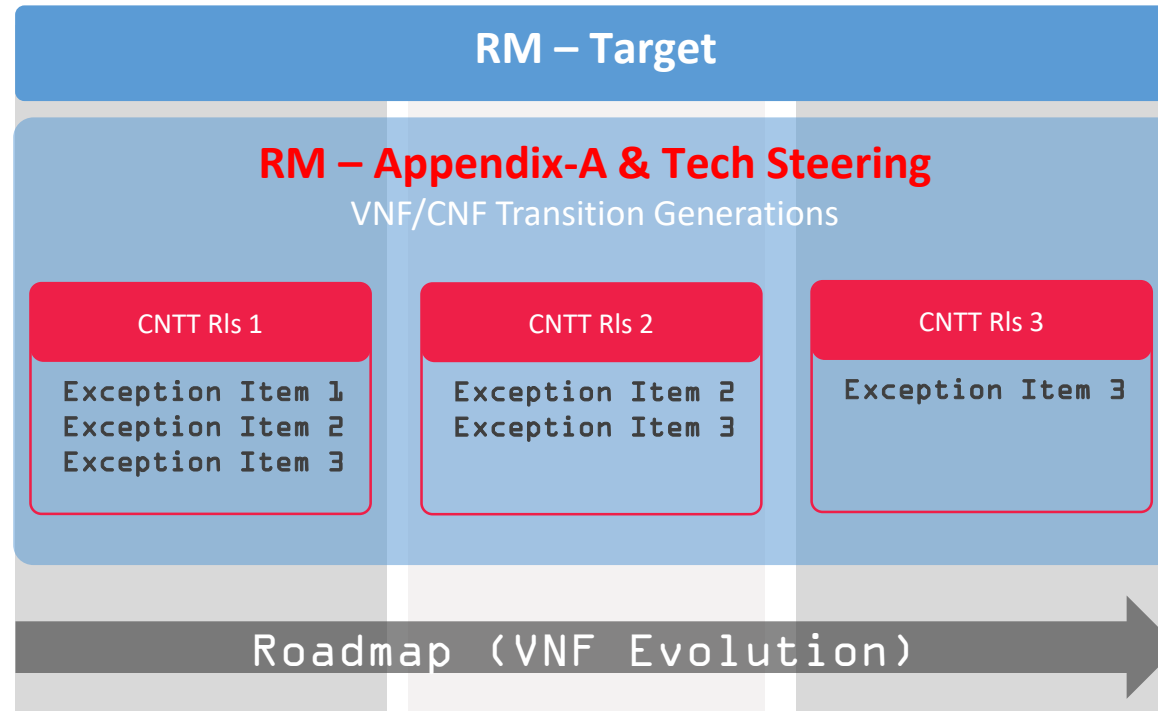 RM – Target
RM – Appendix-A & Tech Steering
VNF/CNF Transition Generations
CNTT Rls 1
Exception Item 1
Exception Item 2
Exception Item 3
CNTT Rls 2
Exception Item 2
Exception Item 3
CNTT Rls 3
Exception Item 3
Roadmap (VNF Evolution)